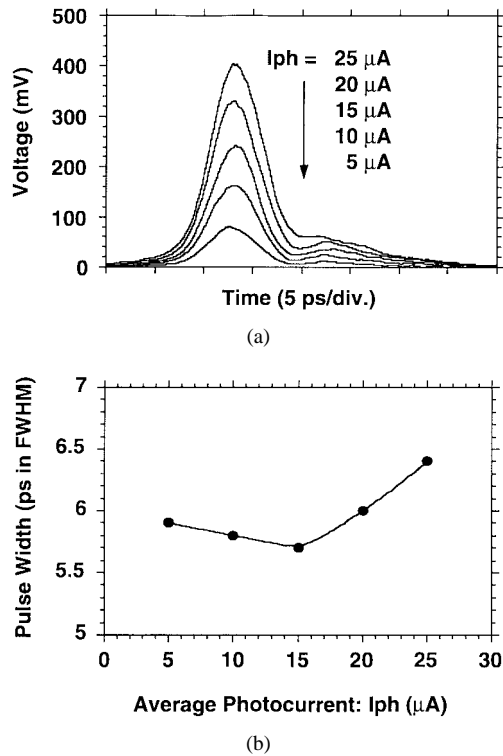 500
400
300
200
100
0
Voltage (mV)
Iph = 25 μA
20 μA
15 μA
10 μA
5 μA
Time (5 ps/div.)
(a)
7
6.5
6
5.5
5
Pulse Width (ps in FWHM)
0 5 10 15 20 25 30
Average Photocurrent: Iph (μA)
(b)